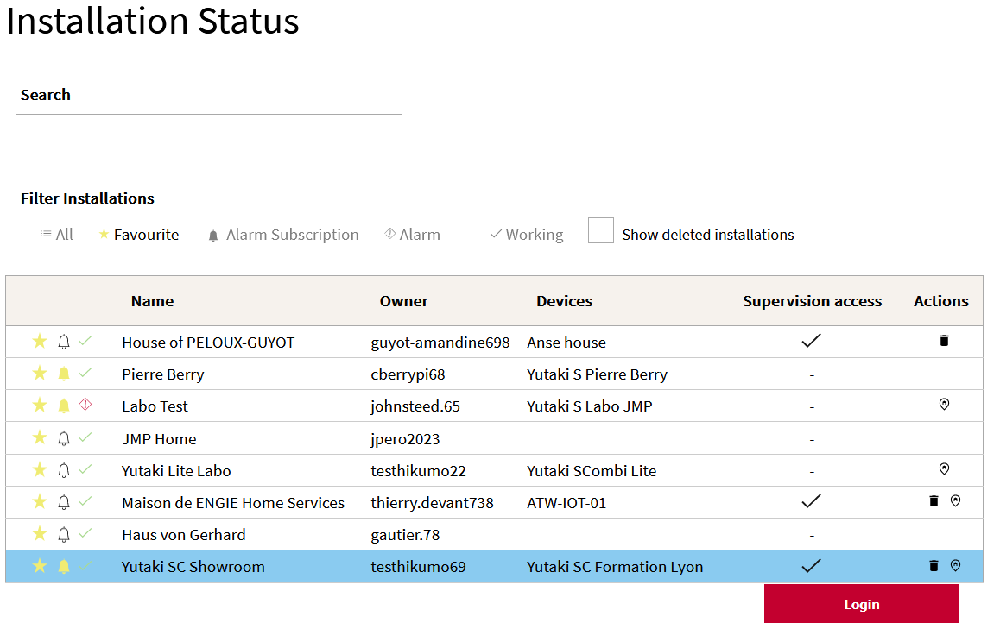 Installation Status
Search
Filter Installations
All Favourite Alarm Subscription Alarm Working Show deleted installations
Name Owner Devices Supervision access Actions
House of PELOUX-GUYOT guyot-amandine698 Anse house
Pierre Berry cberrypi68 Yutaki S Pierre Berry -
Labo Test johnsteed.65 Yutaki S Labo JMP -
JMP Home jpero2023 -
Yutaki Lite Labo testhikumo22 Yutaki SCombi Lite -
Maison de ENGIE Home Services thierry.devant738 ATW-IOT-01
Haus von Gerhard gautier.78 -
Yutaki SC Showroom testhikumo69 Yutaki SC Formation Lyon
Login